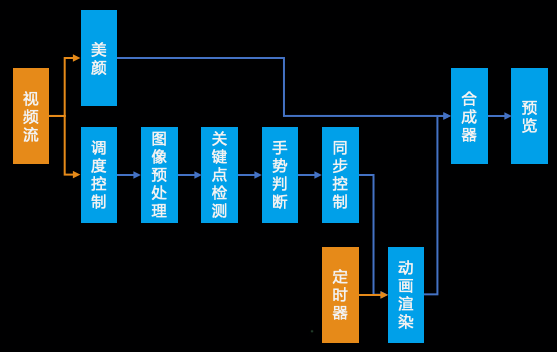 视频流
美颜
调度控制
图像预处理
关键点检测
手势判断
同步控制
定时器
动画渲染
合成器
预览